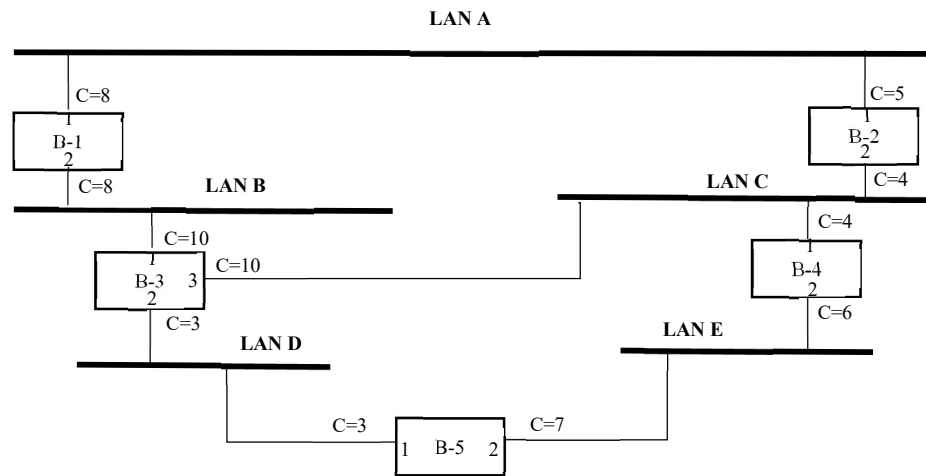 LAN A
C=8
C=5
1
B-1
2
1
B-2
2
C=8
LAN B
LAN C
C=4
C=10
C=4
1
B-3
2
3
C=10
1
B-4
2
C=3
C=6
LAN D
LAN E
C=3
C=7
1
B-5
2